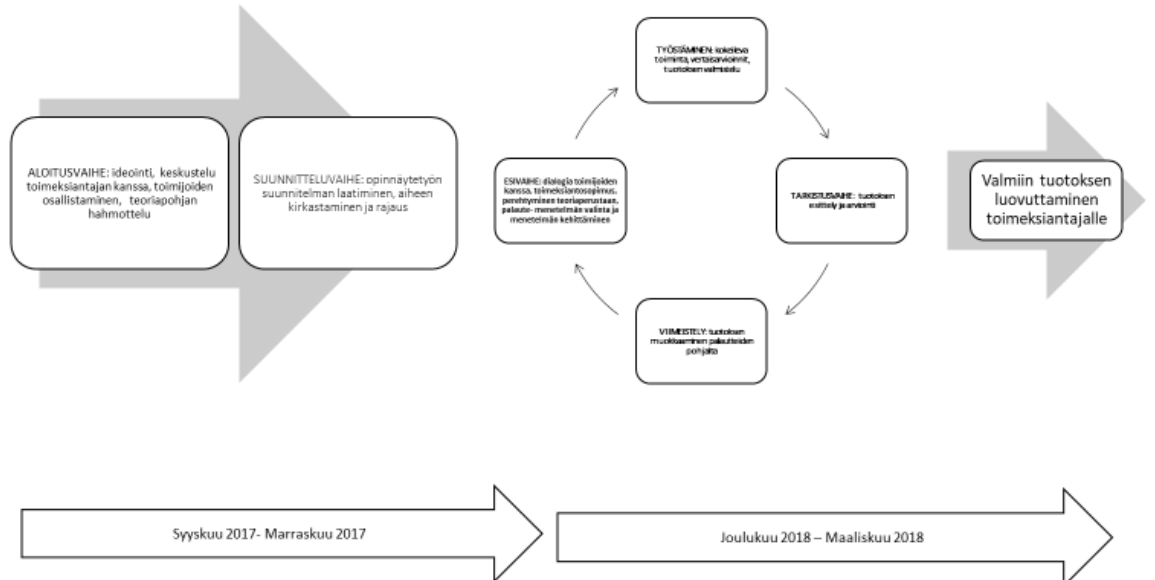 ALOITUSVAIHE: ideointi, keskustelu
toimeksiantajan kanssa, toimijoiden
osallistaminen, teoriapohjan
hahmottelu
SUUNNITTELUVAIHE: opinnäytetyön
suunnitelman laatiminen, aiheen
kirkastaminen ja rajaus
ESIVAIHE: dialogia toimijoiden
kanssa, toimeksiantosopimus,
perehtyminen teoriaperustaan,
palaute- menetelmän valinta ja
menetelmän kehittäminen
TYÖSTÄMINEN: kokeileva
toiminta, vertaisarvioinnit,
tuotoksen valmistelu
TARKISTUSVAIHE: tuotoksen
esittely ja arviointi
VIIMEISTELY: tuotoksen
muokkaaminen palautteiden
pohjalta
Valmiin tuotoksen
luovuttaminen
toimeksiantajalle
Syyskuu 2017- Marraskuu 2017
Joulukuu 2018 – Maaliskuu 2018